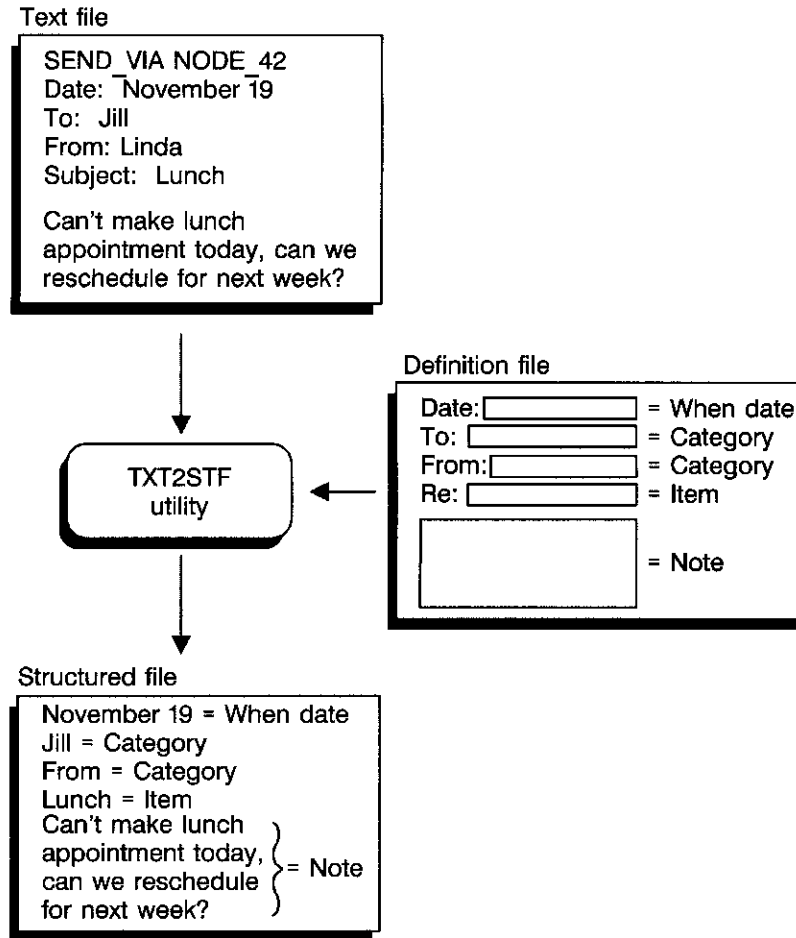 Text file
SEND_VIA NODE_42
Date: November 19
To: Jill
From: Linda
Subject: Lunch
Can't make lunch
appointment today, can we
reschedule for next week?
Definition file
Date: = When date
To: = Category
From: = Category
Re: = Item
= Note
TXT2STF
utility
Structured file
November 19 = When date
Jill = Category
From = Category
Lunch = Item
Can't make lunch
appointment today,
can we reschedule = Note
for next week?